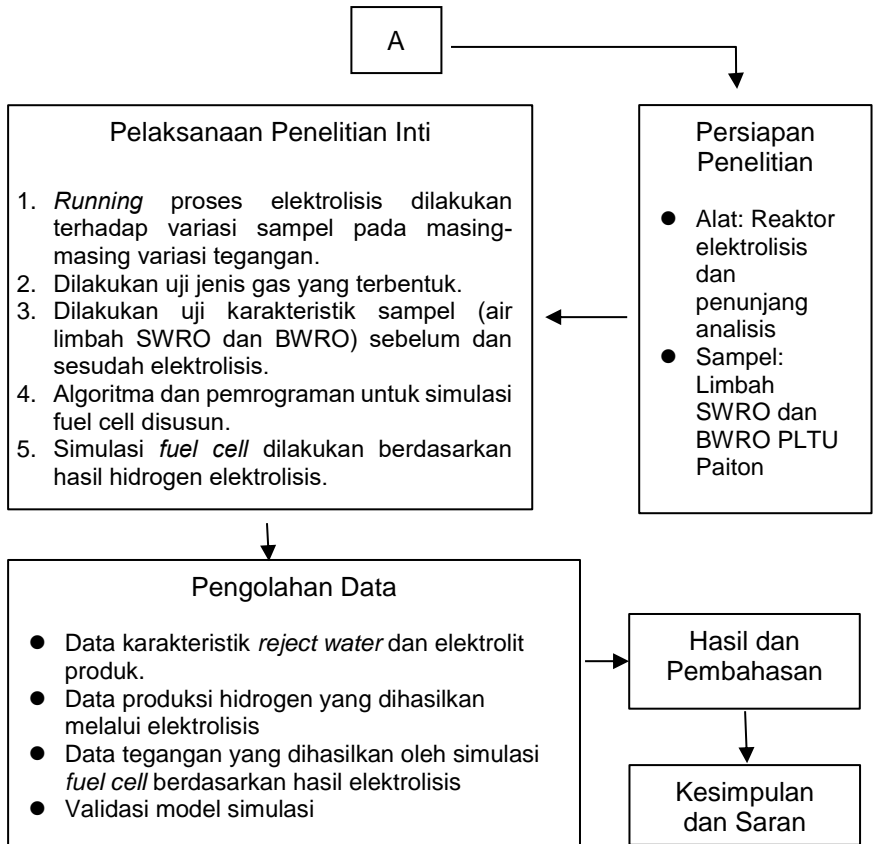 A
Persiapan
Penelitian
● Alat: Reaktor
elektrolisis
dan
penunjang
analisis
● Sampel:
Limbah
SWRO dan
BWRO PLTU
Paiton
Pelaksanaan Penelitian Inti
1. Running proses elektrolisis dilakukan
terhadap variasi sampel pada masing-
masing variasi tegangan.
2. Dilakukan uji jenis gas yang terbentuk.
3. Dilakukan uji karakteristik sampel (air
limbah SWRO dan BWRO) sebelum dan
sesudah elektrolisis.
4. Algoritma dan pemrograman untuk simulasi
fuel cell disusun.
5. Simulasi fuel cell dilakukan berdasarkan
hasil hidrogen elektrolisis.
Pengolahan Data
● Data karakteristik reject water dan elektrolit
produk.
● Data produksi hidrogen yang dihasilkan
melalui elektrolisis
● Data tegangan yang dihasilkan oleh simulasi
fuel cell berdasarkan hasil elektrolisis
● Validasi model simulasi
Hasil dan
Pembahasan
Kesimpulan
dan Saran